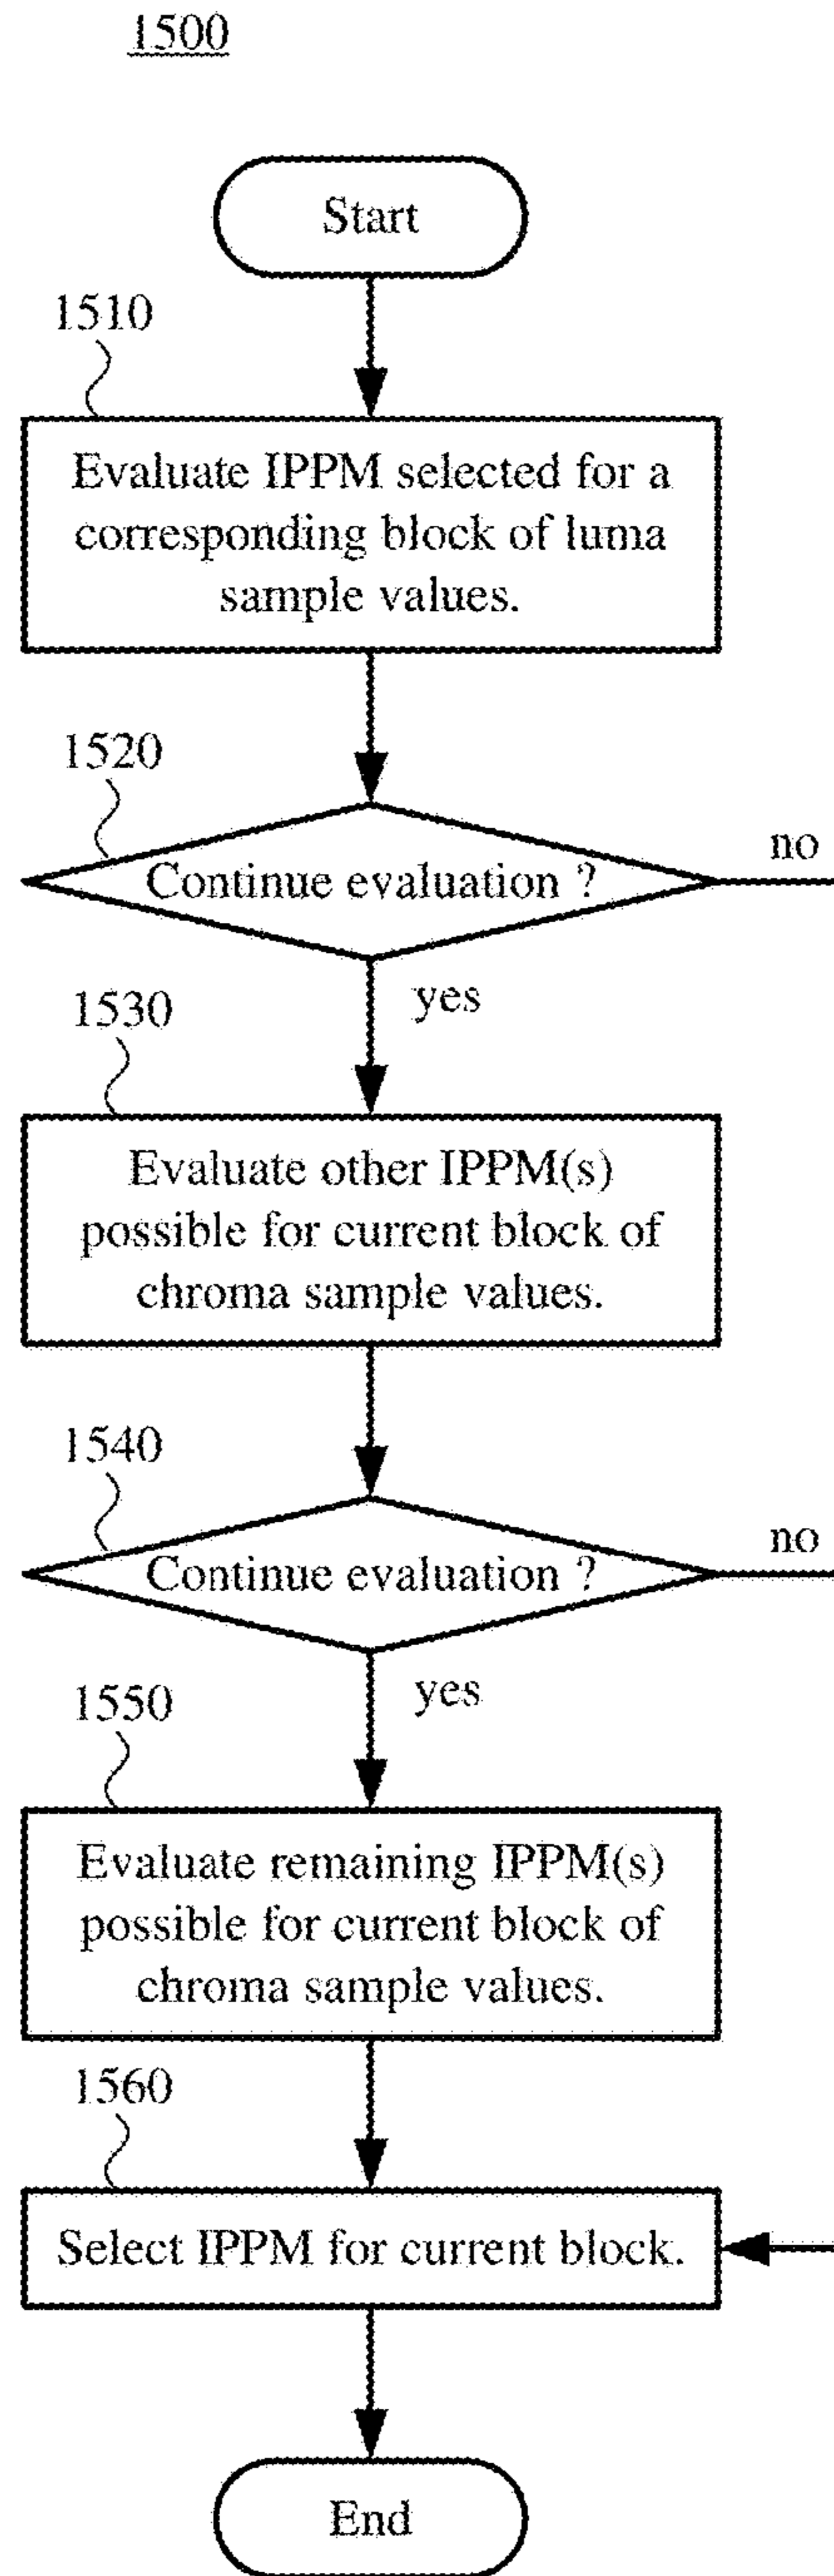 1500
Start
1510
Evaluate IPPM selected for a
corresponding block of luma
sample values.
1520
Continue evaluation ?
no
yes
1530
Evaluate other IPPM(s)
possible for current block of
chroma sample values.
1540
Continue evaluation ?
no
yes
1550
Evaluate remaining IPPM(s)
possible for current block of
chroma sample values.
1560
Select IPPM for current block.
End